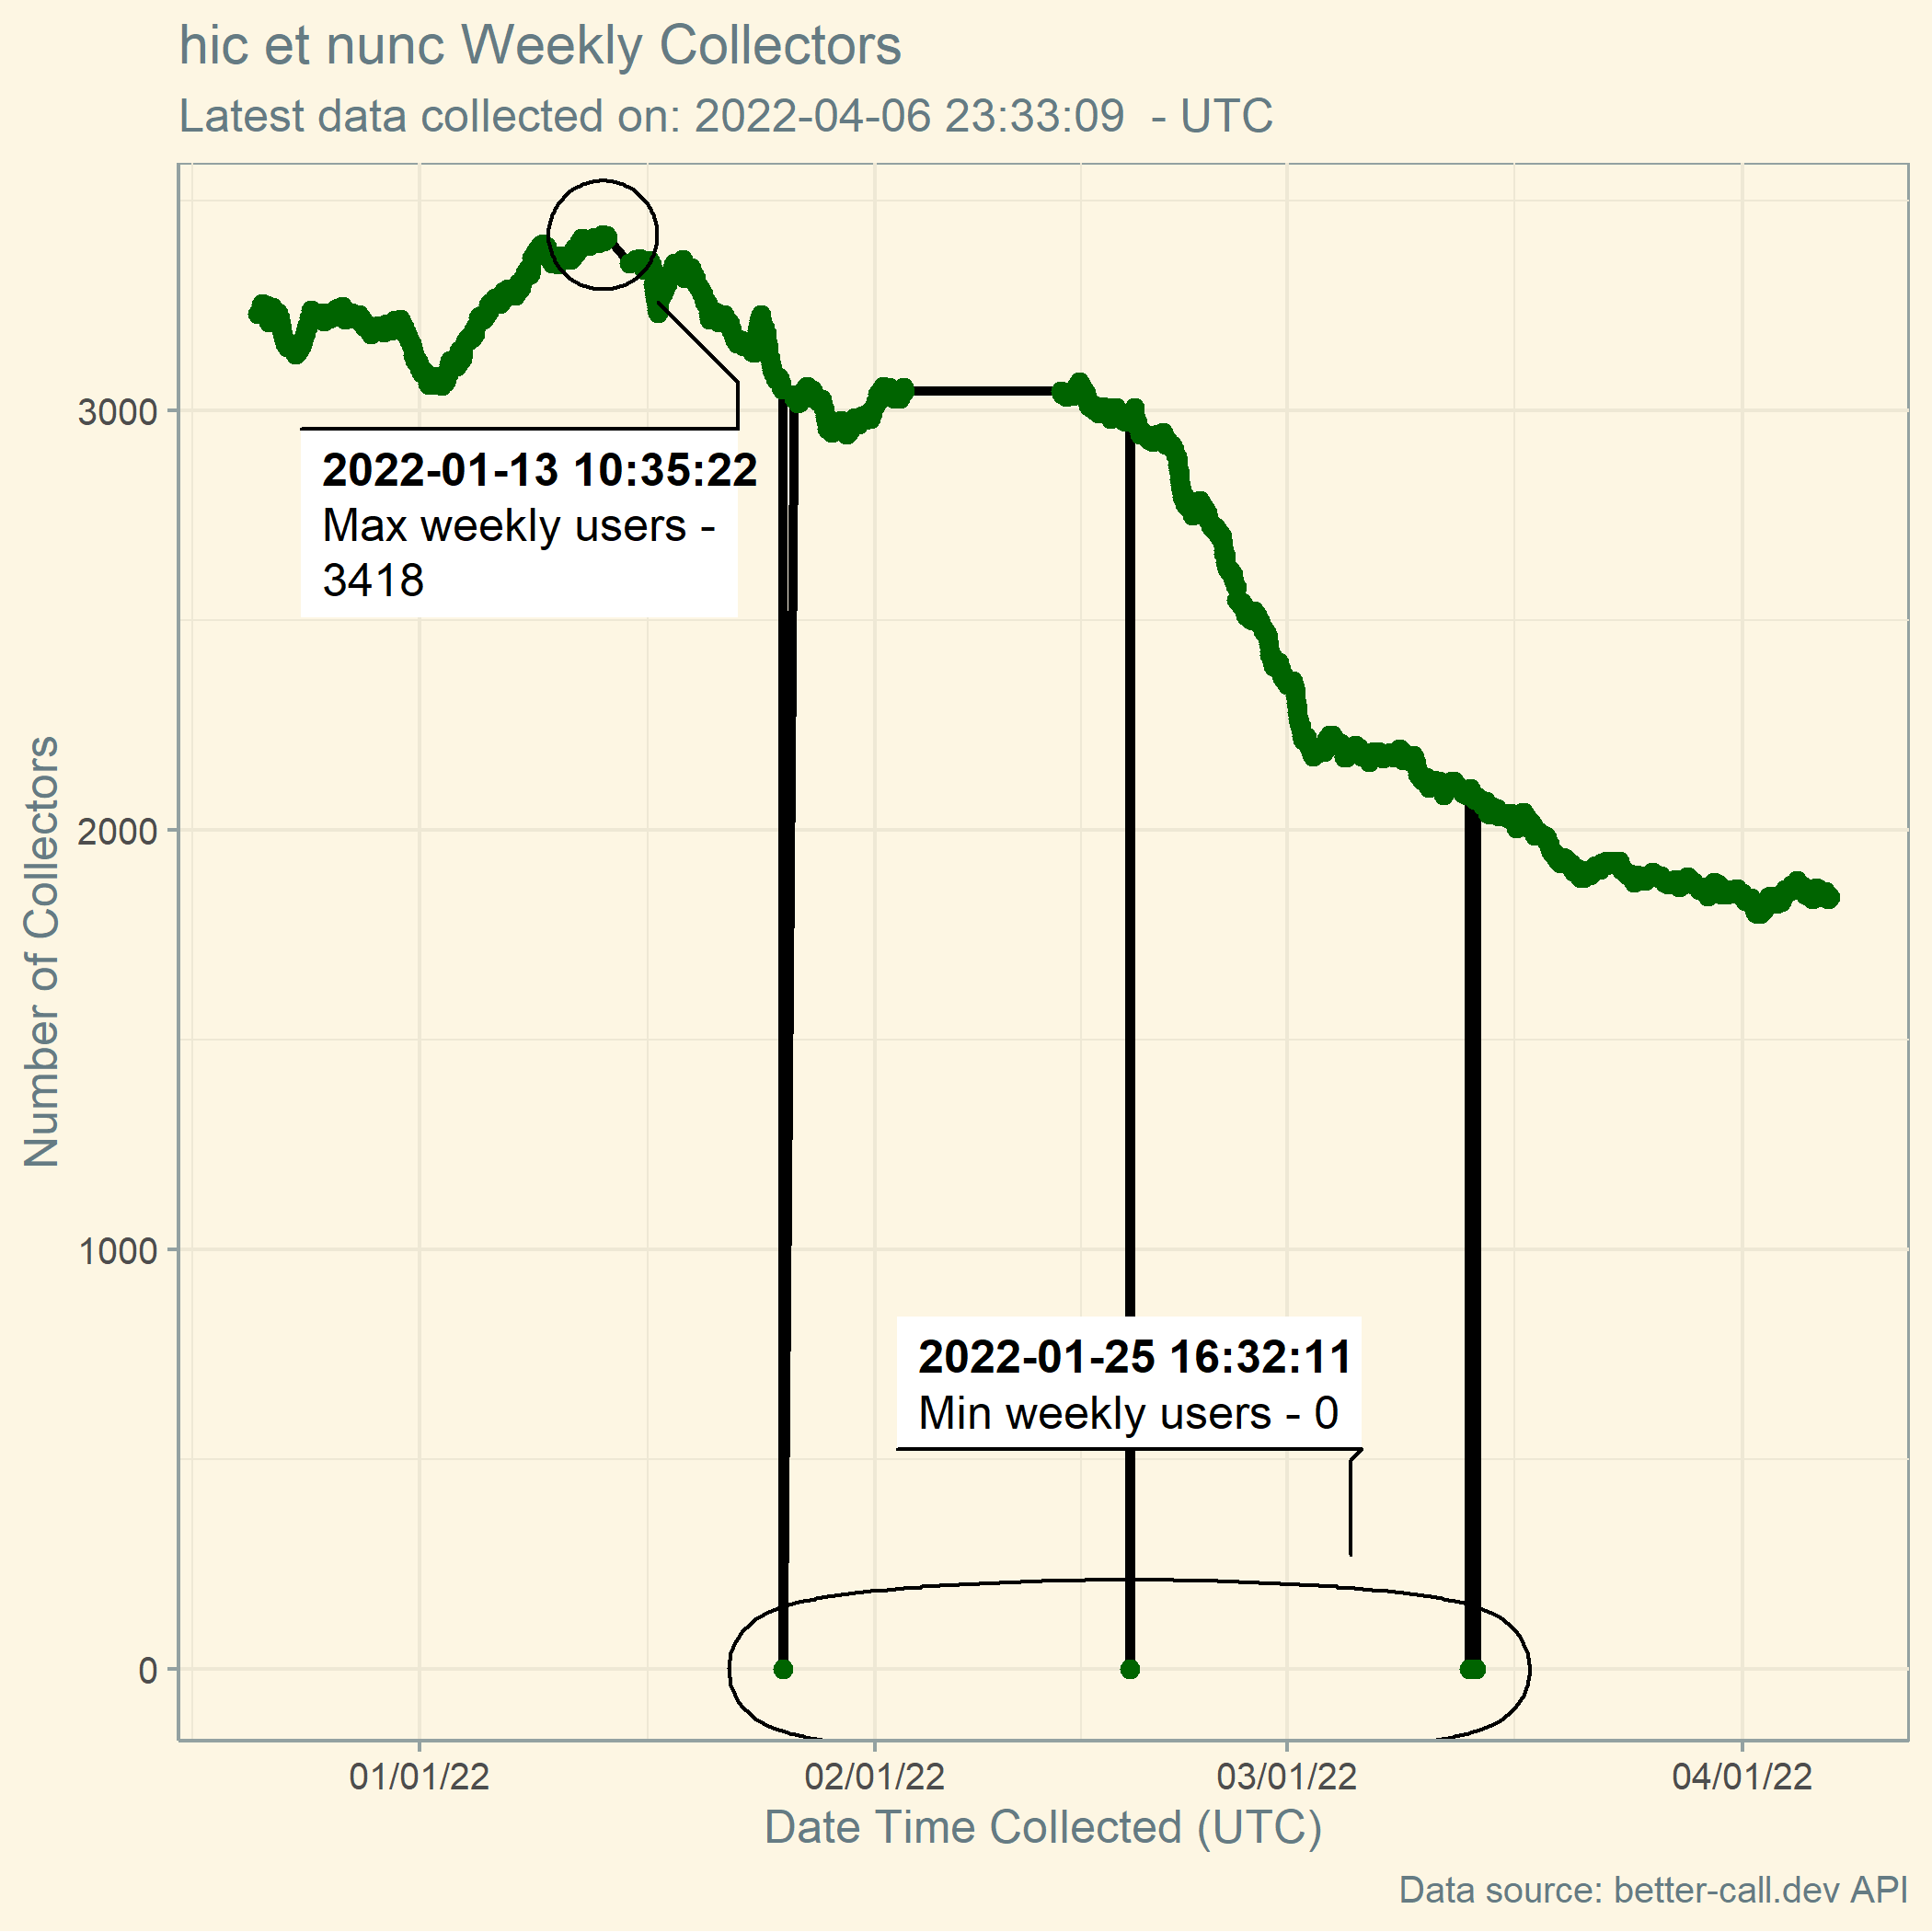 hic et nunc Weekly Collectors
Latest data collected on: 2022-04-06 23:33:09  - UTC
Number of Collectors
3000
2000
1000
0
2022-01-13 10:35:22
Max weekly users -
3418
2022-01-25 16:32:11
Min weekly users - 0
01/01/22
02/01/22
03/01/22
04/01/22
Date Time Collected (UTC)
Data source: better-call.dev API